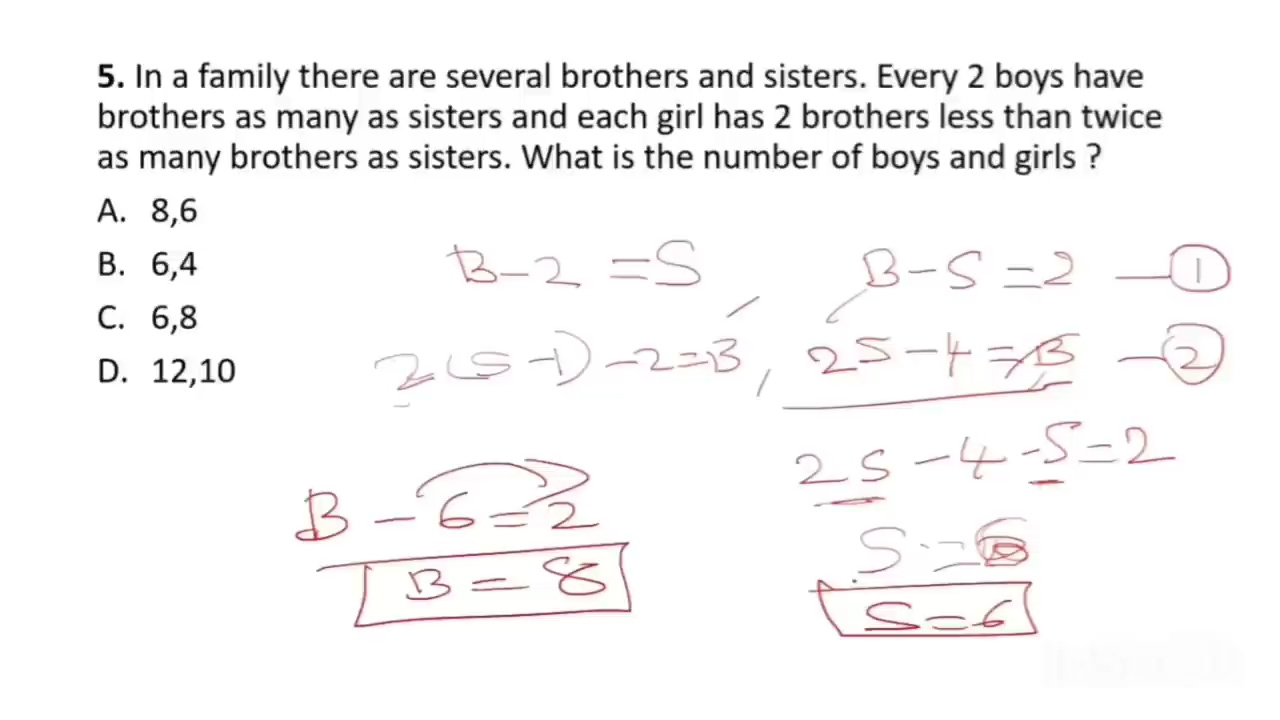 5. In a family there are several brothers and sisters. Every 2 boys have
brothers as many as sisters and each girl has 2 brothers less than twice
as many brothers as sisters. What is the number of boys and girls ?
A. 8,6
B. 6,4
C. 6,8
D. 12,10
B-2 = S
B-S=2 — 1
2(S-1)-2=B,
2S-4=B — 2
2S-4-S=2
B-6=2
S=6
B=8
S=6